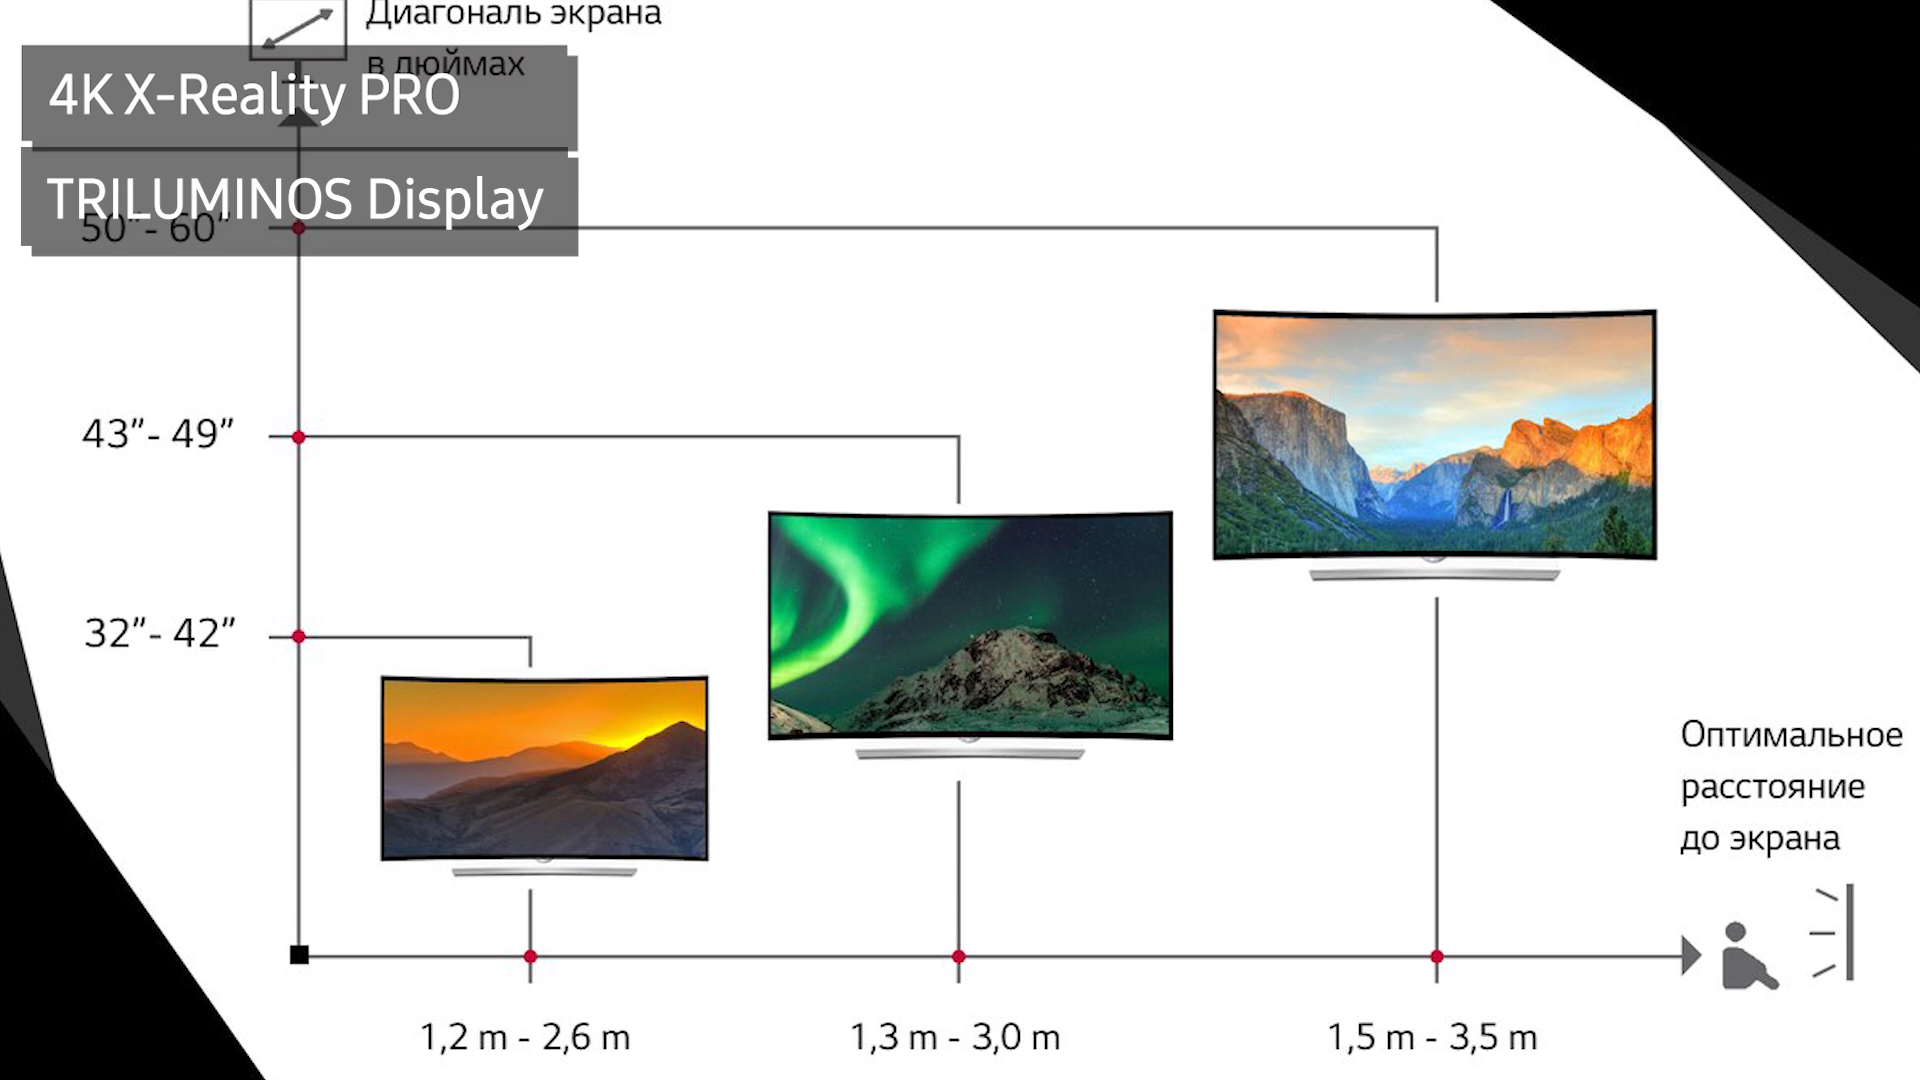 Диагональ экрана
в дюймах
4K X-Reality PRO
TRILUMINOS Display
50”- 60”
43”- 49”
32”- 42”
Оптимальное
расстояние
до экрана
1,2 m - 2,6 m
1,3 m - 3,0 m
1,5 m - 3,5 m